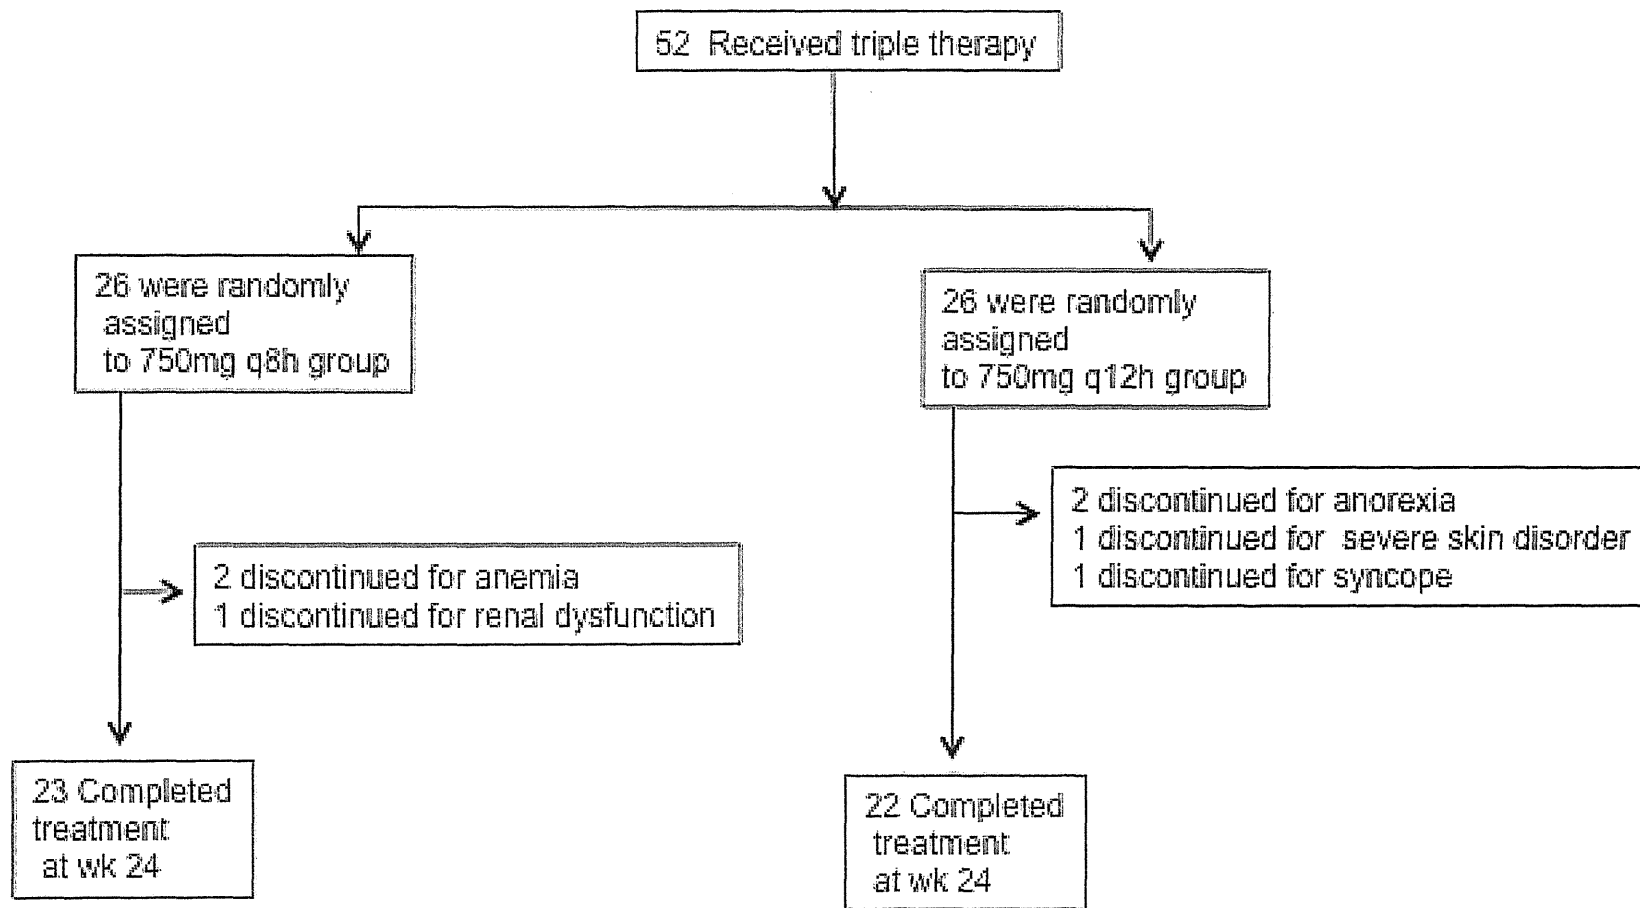 52 Received triple therapy
26 were randomly
assigned
to 750mg q8h group
26 were randomly
assigned
to 750mg q12h group
2 discontinued for anorexia
1 discontinued for severe skin disorder
1 discontinued for syncope
2 discontinued for anemia
1 discontinued for renal dysfunction
23 Completed
treatment
at wk 24
22 Completed
treatment
at wk 24